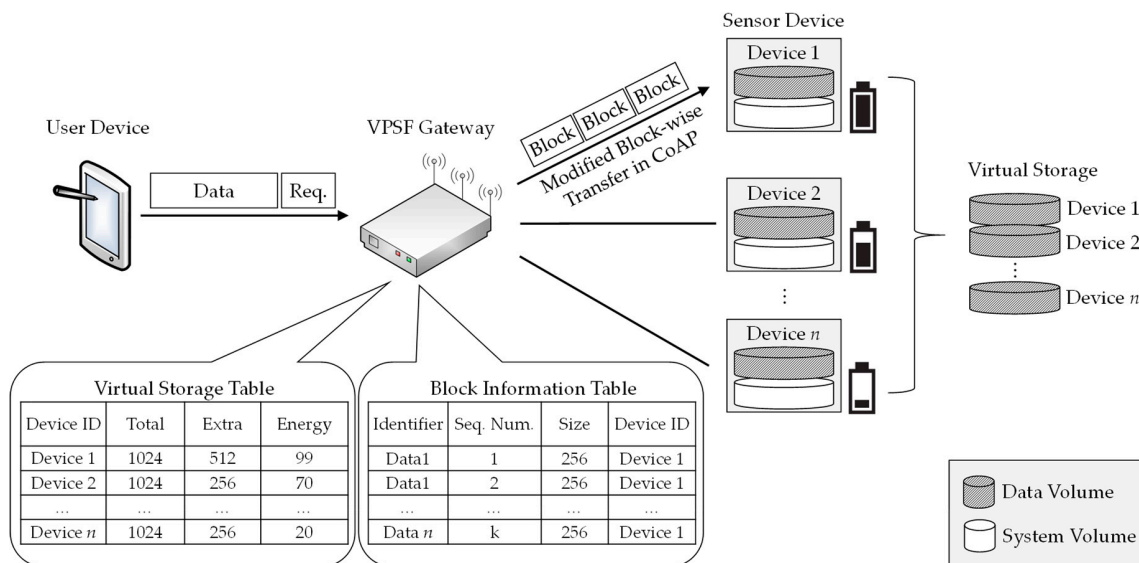 Sensor Device
Device 1
User Device
VPSF Gateway
Data
Req.
Block
Block
Block
Modified Block-wise
Transfer in CoAP
Device 2
⋮
Device n
Virtual Storage
Device 1
Device 2
⋮
Device n
Virtual Storage Table
Device ID Total Extra Energy
Device 1 1024 512 99
Device 2 1024 256 70
... ... ... ...
Device n 1024 256 20
Block Information Table
Identifier Seq. Num. Size Device ID
Data1 1 256 Device 1
Data1 2 256 Device 1
... ... ... ...
Data n k 256 Device 1
Data Volume
System Volume